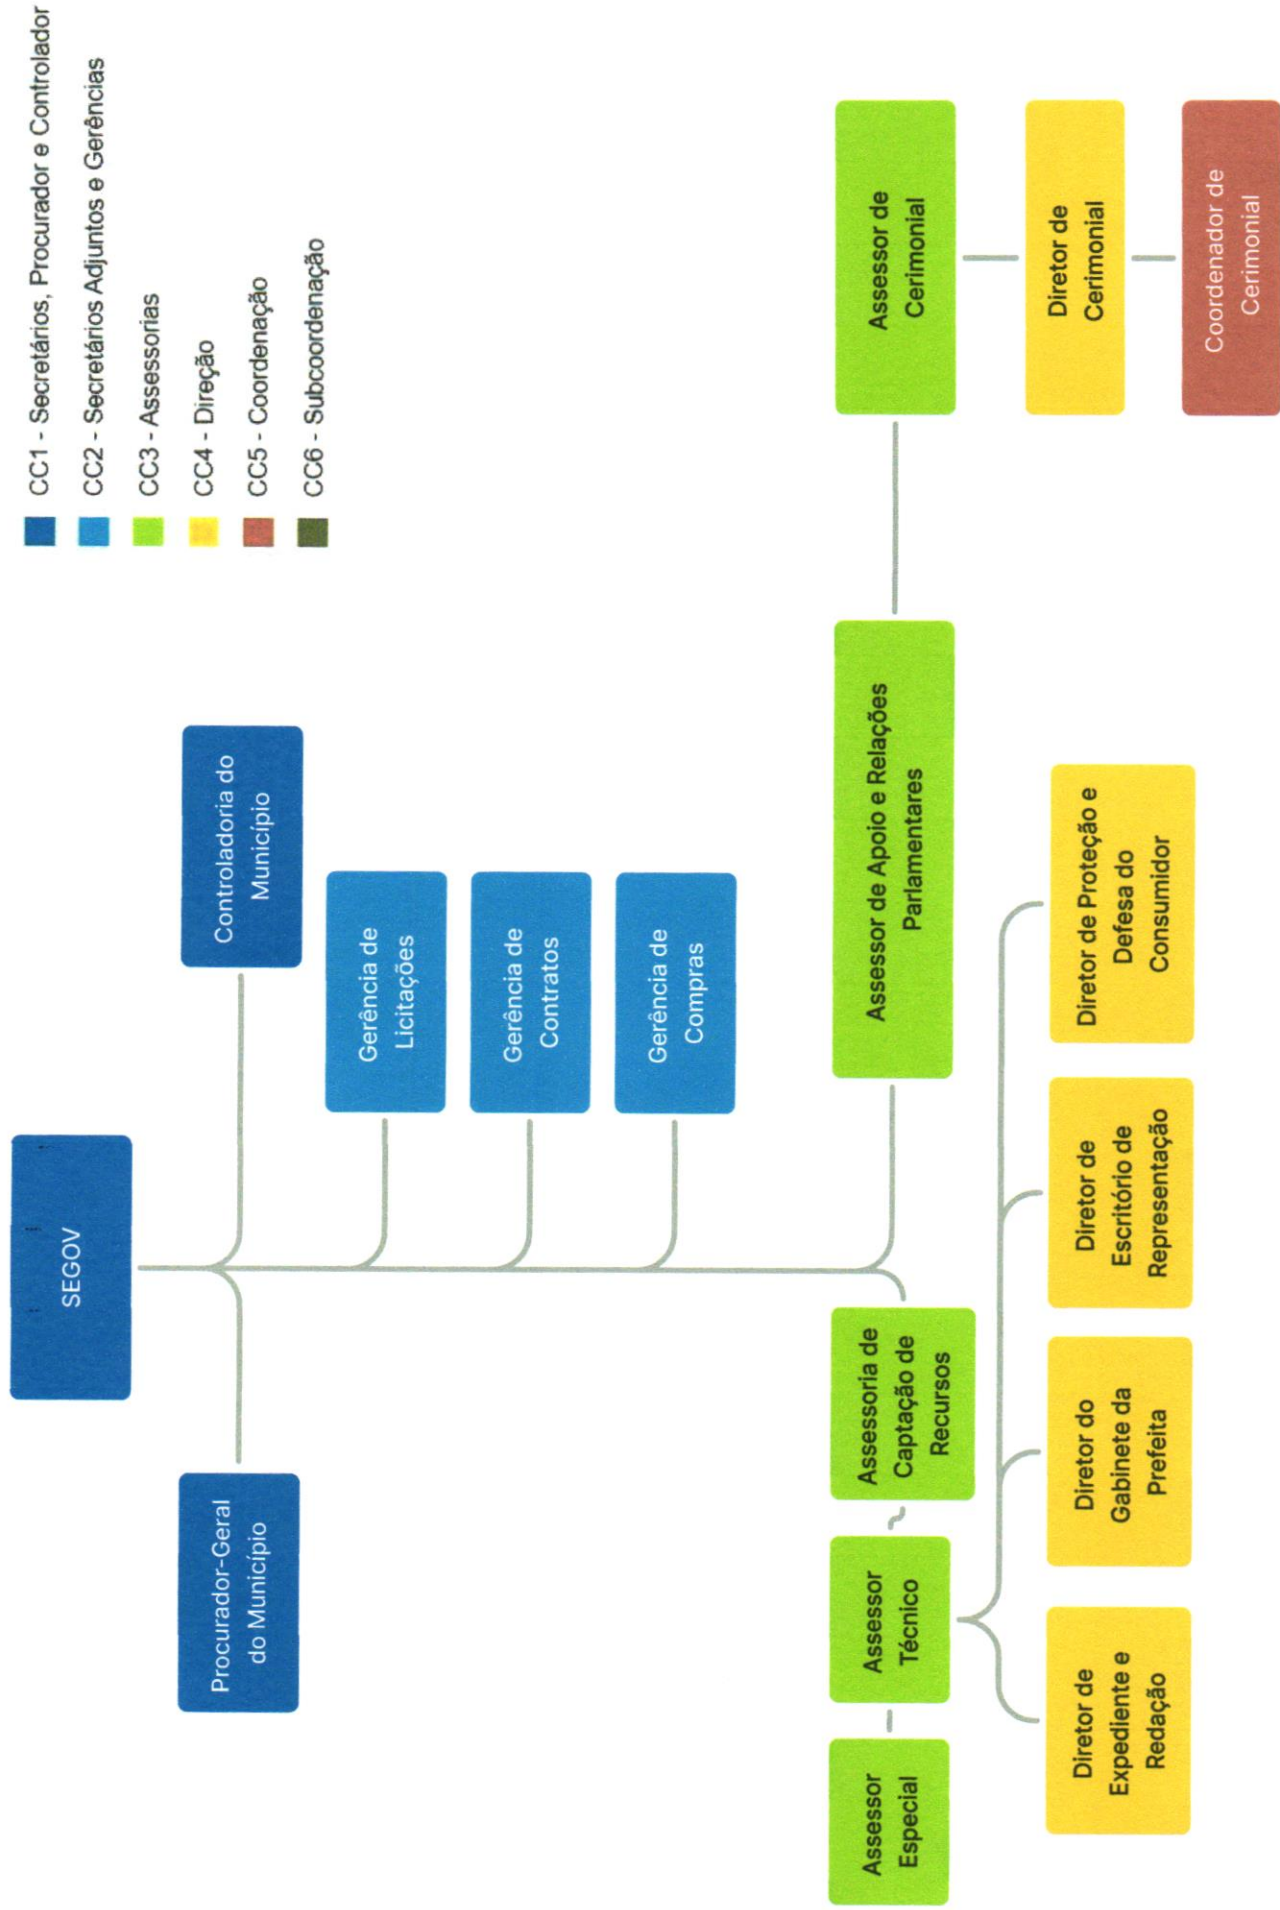 SEGOV
CC1 - Secretários, Procurador e Controlador
CC2 - Secretários Adjuntos e Gerências
CC3 - Assessorias
CC4 - Direção
CC5 - Coordenação
CC6 - Subcoordenação
Procurador-Geral
do Município
Controladoria do
Município
Gerência de
Licitações
Gerência de
Contratos
Gerência de
Compras
Assessor
Especial
Assessor
Técnico
Assessoria de
Captação de
Recursos
Assessor de Apoio e Relações
Parlamentares
Assessor de
Cerimonial
Diretor de
Expediente e
Redação
Diretor do
Gabinete da
Prefeita
Diretor de
Escritório de
Representação
Diretor de Proteção e
Defesa do
Consumidor
Diretor de
Cerimonial
Coordenador de
Cerimonial